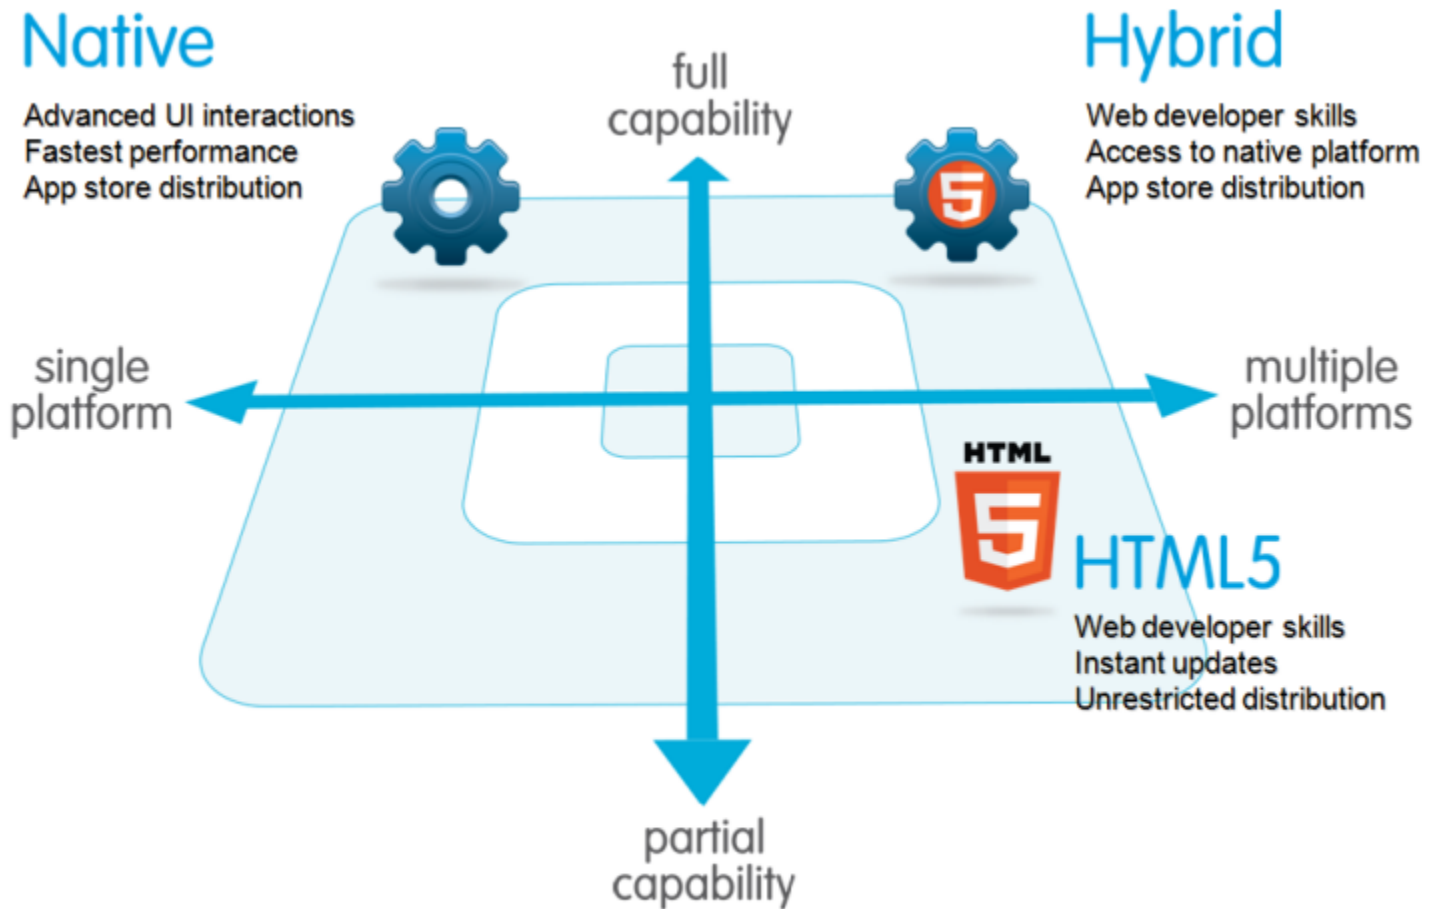 Native
Advanced UI interactions
Fastest performance
App store distribution
full
capability
Hybrid
Web developer skills
Access to native platform
App store distribution
5
single
platform
multiple
platforms
HTML
5
HTML5
Web developer skills
Instant updates
Unrestricted distribution
partial
capability